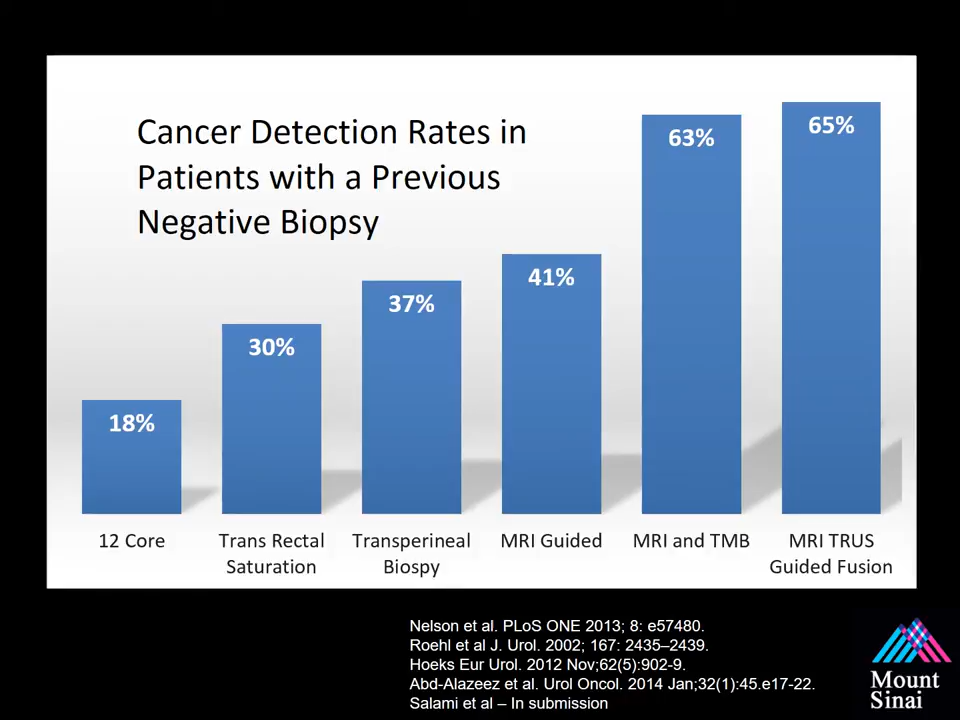 Cancer Detection Rates in
Patients with a Previous
Negative Biopsy
18%
30%
37%
41%
63%
65%
12 Core
Trans Rectal
Saturation
Transperineal
Biospy
MRI Guided
MRI and TMB
MRI TRUS
Guided Fusion
Nelson et al. PLoS ONE 2013; 8: e57480.
Roehl et al J. Urol. 2002; 167: 2435–2439.
Hoeks Eur Urol. 2012 Nov;62(5):902-9.
Abd-Alazeez et al. Urol Oncol. 2014 Jan;32(1):45.e17-22.
Salami et al – In submission
Mount
Sinai